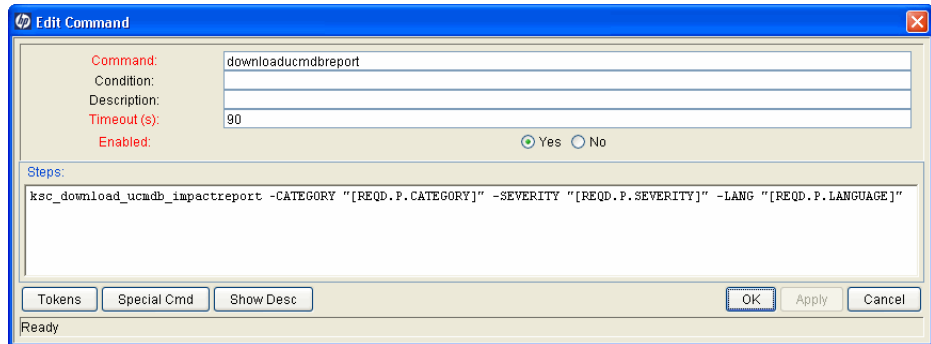 hp Edit Command
Command: downloaducmdbreport
Condition:
Description:
Timeout (s): 90
Enabled: Yes No
Steps:
ksc_download_ucmdb_impactreport -CATEGORY "[REQD.P.CATEGORY]" -SEVERITY "[REQD.P.SEVERITY]" -LANG "[REQD.P.LANGUAGE]"
Tokens Special Cmd Show Desc OK Apply Cancel
Ready